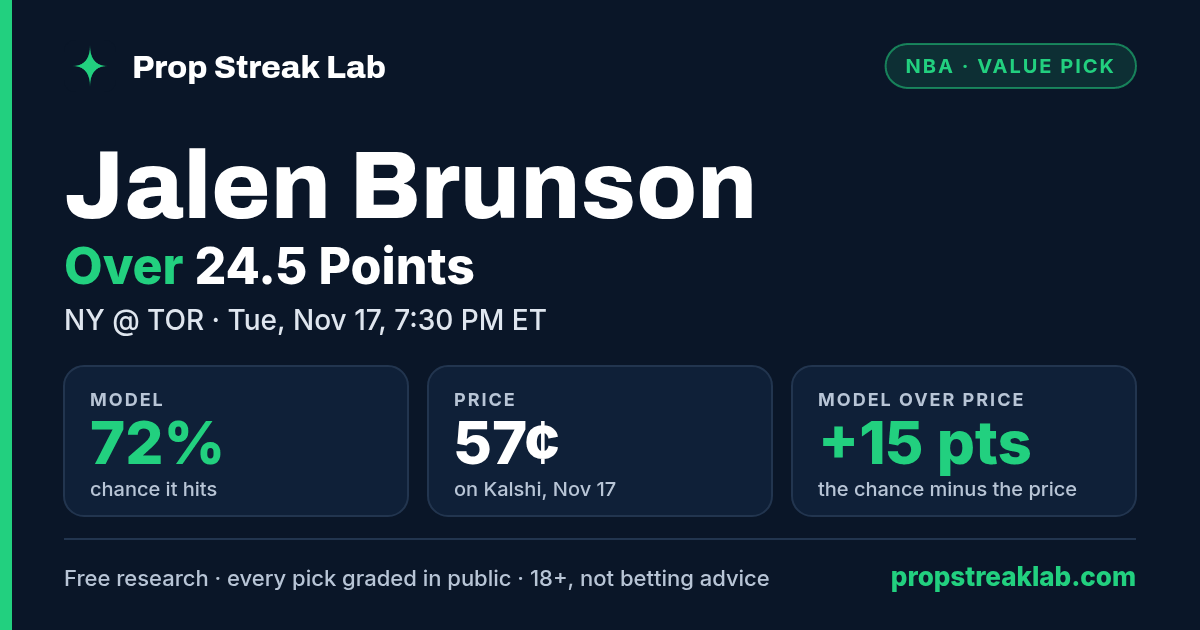 Prop Streak Lab
NBA · VALUE PICK
Jalen Brunson
Over 24.5 Points
NY @ TOR · Tue, Nov 17, 7:30 PM ET
MODEL
72%
chance it hits
PRICE
57¢
on Kalshi, Nov 17
MODEL OVER PRICE
+15 pts
the chance minus the price
Free research · every pick graded in public · 18+, not betting advice
propstreaklab.com